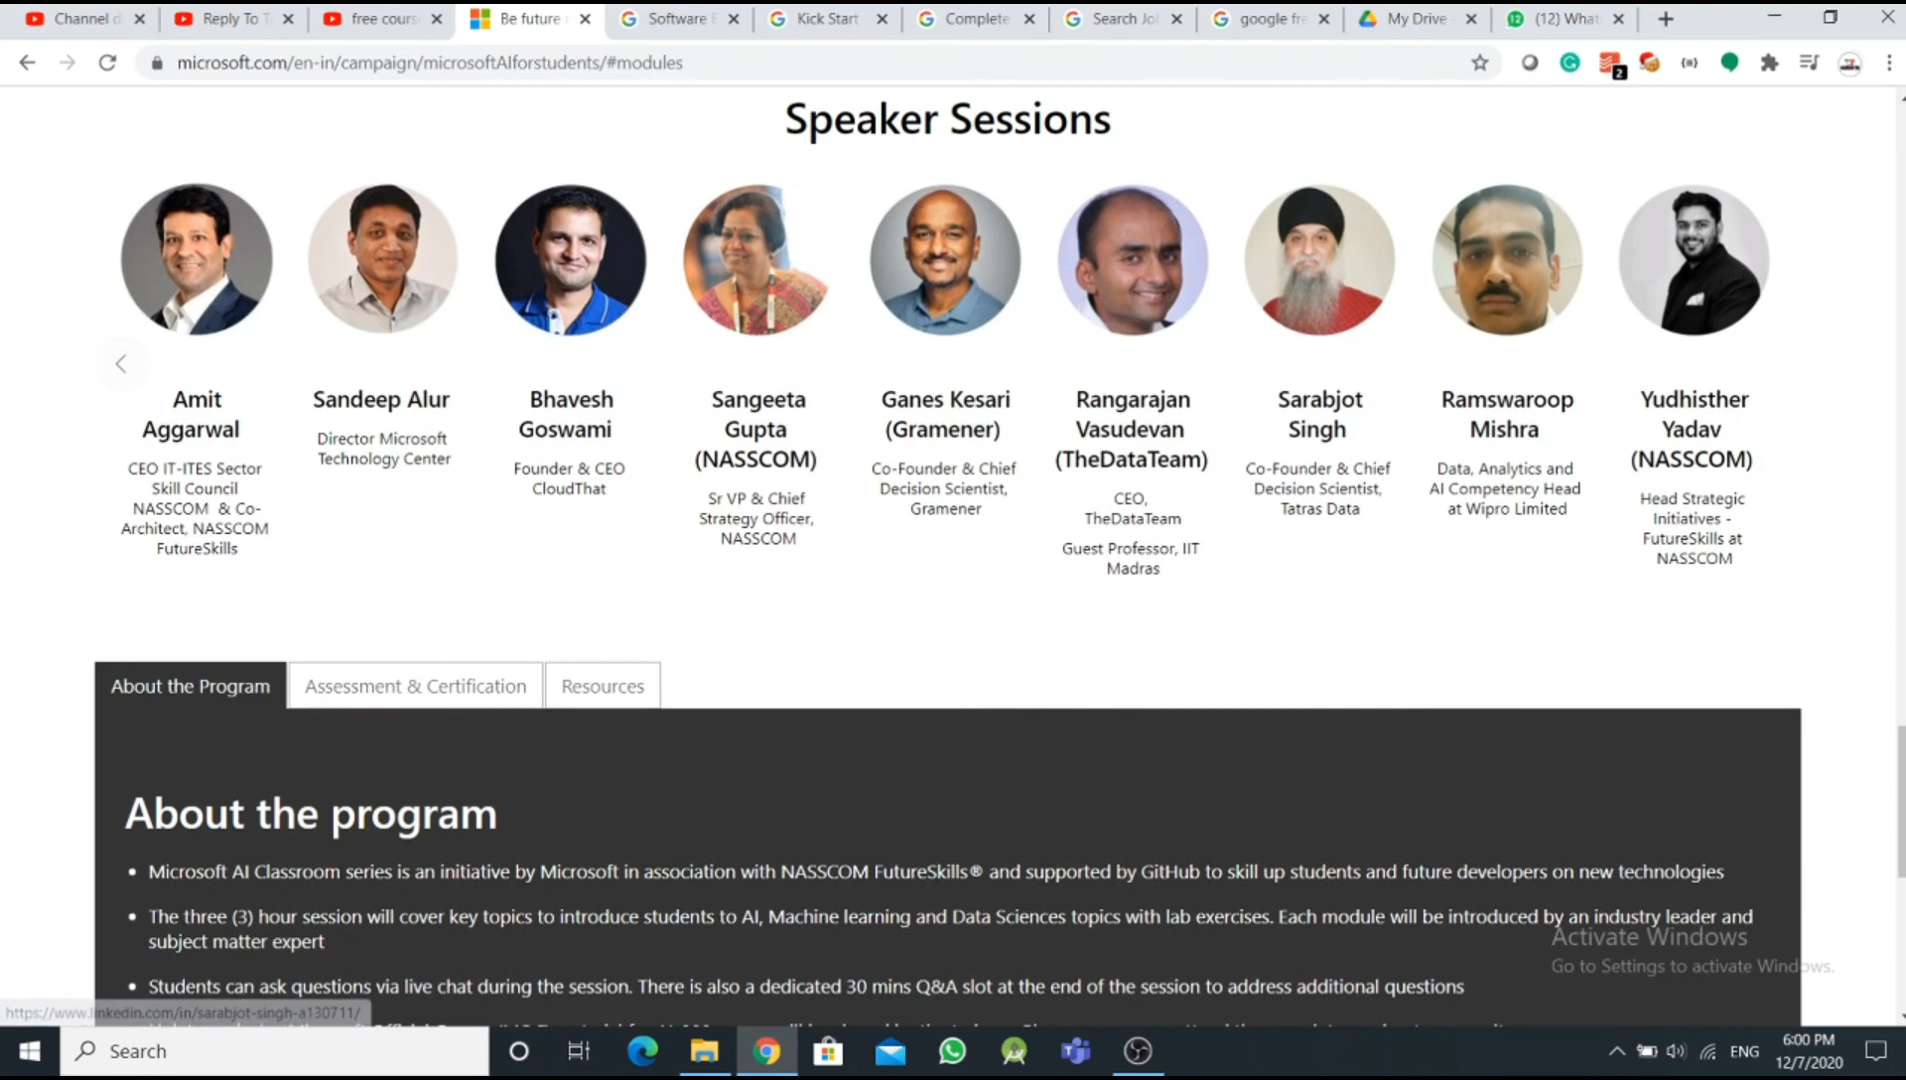 Channel d
Reply To T
free cours
Be future r
Software E
Kick Start
Complete
Search Jo
google fre
My Drive
(12) What
microsoft.com/en-in/campaign/microsoftAIforstudents/#modules
2
Speaker Sessions
Amit
Aggarwal
CEO IT-ITES Sector
Skill Council
NASSCOM & Co-
Architect, NASSCOM
FutureSkills
Sandeep Alur
Director Microsoft
Technology Center
Bhavesh
Goswami
Founder & CEO
CloudThat
Sangeeta
Gupta
(NASSCOM)
Sr VP & Chief
Strategy Officer,
NASSCOM
Ganes Kesari
(Gramener)
Co-Founder & Chief
Decision Scientist,
Gramener
Rangarajan
Vasudevan
(TheDataTeam)
CEO,
TheDataTeam
Guest Professor, IIT
Madras
Sarabjot
Singh
Co-Founder & Chief
Decision Scientist,
Tatras Data
Ramswaroop
Mishra
Data, Analytics and
AI Competency Head
at Wipro Limited
Yudhisther
Yadav
(NASSCOM)
Head Strategic
Initiatives -
FutureSkills at
NASSCOM
About the Program
Assessment & Certification
Resources
About the program
• Microsoft AI Classroom series is an initiative by Microsoft in association with NASSCOM FutureSkills® and supported by GitHub to skill up students and future developers on new technologies
• The three (3) hour session will cover key topics to introduce students to AI, Machine learning and Data Sciences topics with lab exercises. Each module will be introduced by an industry leader and
subject matter expert
Activate Windows
Go to Settings to activate Windows.
• Students can ask questions via live chat during the session. There is also a dedicated 30 mins Q&A slot at the end of the session to address additional questions
https://www.linkedin.com/in/sarabjot-singh-a130711/
Search
ENG
6:00 PM
12/7/2020